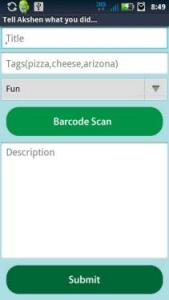 8:49
Tell Akshen what you did...
Title
Tags(pizza,cheese,arizona)
Fun
Barcode Scan
Description
Submit